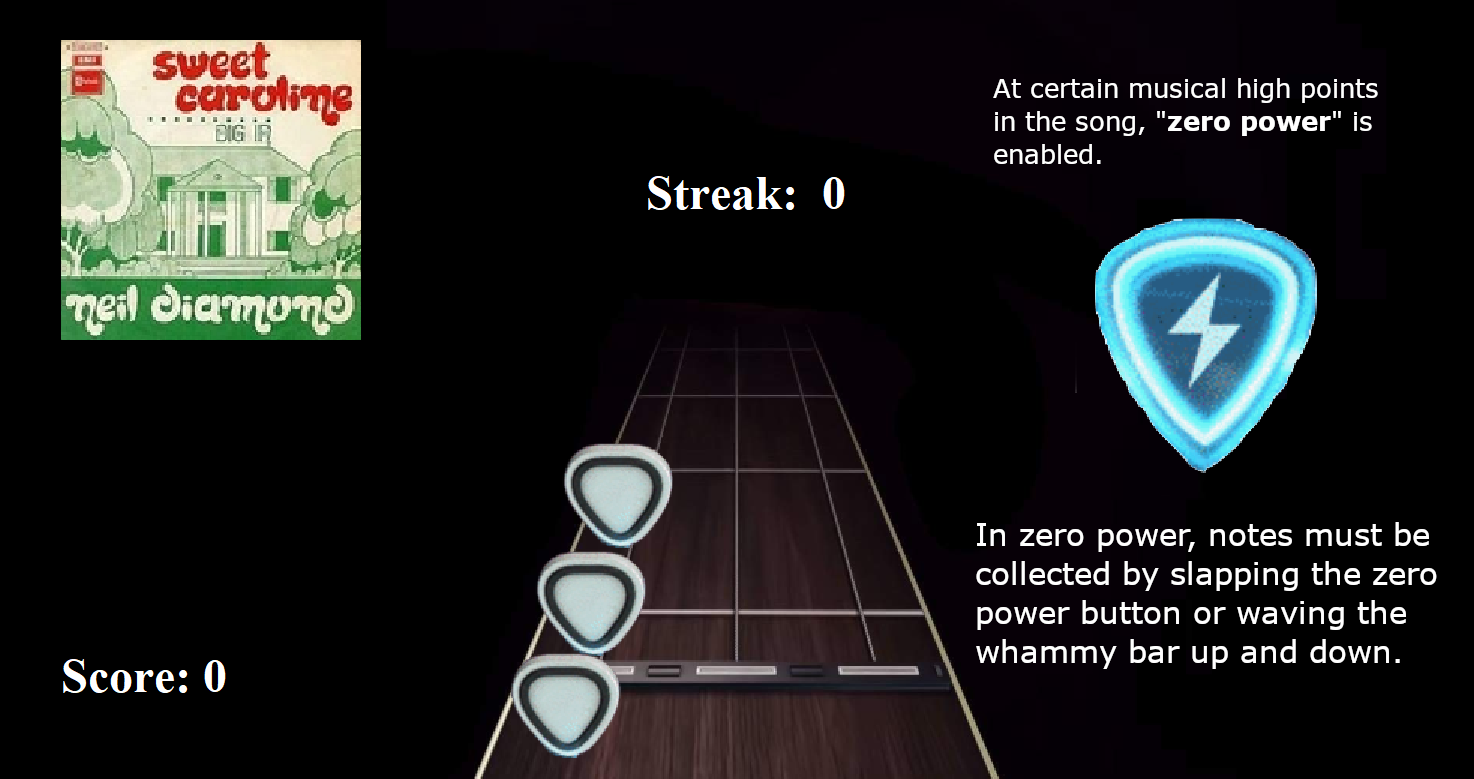 sweet
caroline
DIG IN
neil diamond
Streak: 0
At certain musical high points
in the song, "zero power" is
enabled.
In zero power, notes must be
collected by slapping the zero
power button or waving the
whammy bar up and down.
Score: 0